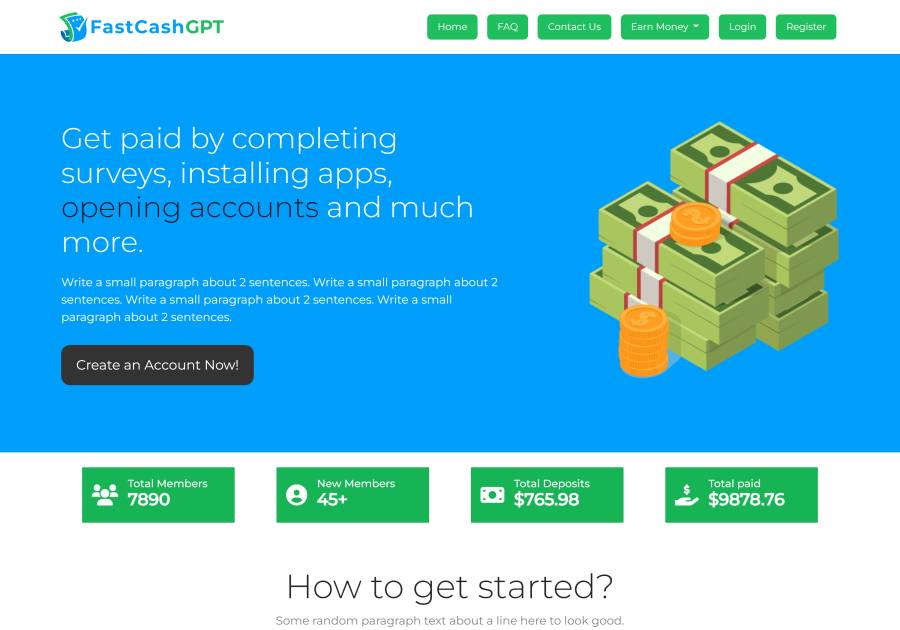 FastCashGPT
Home
FAQ
Contact Us
Earn Money
Login
Register
Get paid by completing
surveys, installing apps,
opening accounts and much
more.
Write a small paragraph about 2 sentences. Write a small paragraph about 2
sentences. Write a small paragraph about 2 sentences. Write a small
paragraph about 2 sentences.
Create an Account Now!
Total Members
7890
New Members
45+
Total Deposits
$765.98
Total paid
$9878.76
How to get started?
Some random paragraph text about a line here to look good.